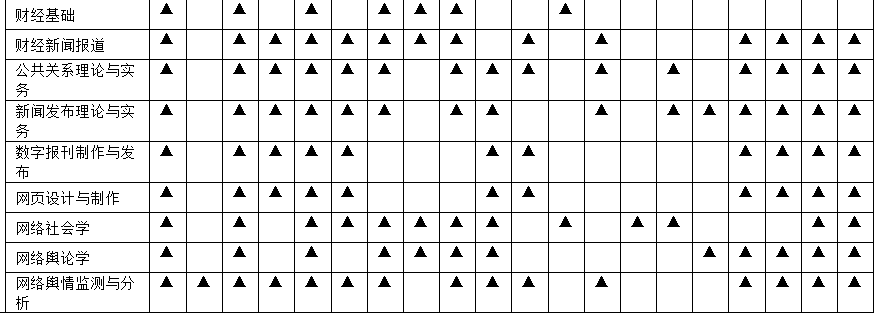 财经基础 ▲ ▲ ▲ ▲ ▲ ▲ ▲
财经新闻报道 ▲ ▲ ▲ ▲ ▲ ▲ ▲ ▲ ▲ ▲ ▲ ▲ ▲ ▲
公共关系理论与实 ▲ ▲ ▲ ▲ ▲ ▲ ▲ ▲ ▲ ▲ ▲ ▲ ▲ ▲ ▲
务
新闻发布理论与实 ▲ ▲ ▲ ▲ ▲ ▲ ▲ ▲ ▲ ▲ ▲ ▲ ▲ ▲ ▲
务
数字报刊制作与发 ▲ ▲ ▲ ▲ ▲ ▲ ▲ ▲ ▲ ▲ ▲
布
网页设计与制作 ▲ ▲ ▲ ▲ ▲ ▲ ▲ ▲ ▲ ▲ ▲
网络社会学 ▲ ▲ ▲ ▲ ▲ ▲ ▲ ▲ ▲ ▲ ▲ ▲ ▲
网络舆论学 ▲ ▲ ▲ ▲ ▲ ▲ ▲ ▲ ▲ ▲ ▲ ▲
网络舆情监测与分 ▲ ▲ ▲ ▲ ▲ ▲ ▲ ▲ ▲ ▲ ▲ ▲ ▲ ▲ ▲
析